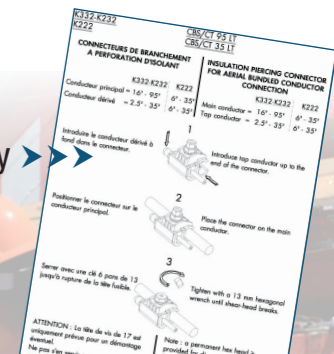 K332-K232
K222
CBS/CT 95 LT
CBS/CT 35 LT
CONNECTEURS DE BRANCHEMENT
A PERFORATION D'ISOLANT
K332-K232 K222
Conducteur principal = 16² - 95² 6² - 35²
Conducteur dérivé = 2.5² - 35² 6² - 35²
INSULATION PIERCING CONNECTOR
FOR AERIAL BUNDLED CONDUCTOR
CONNECTION
K332-K232 K222
Main conductor = 16² - 95² 6² - 35²
Tap conductor = 2.5² - 35² 6² - 35²
y
1
Introduire le conducteur dérivé à
fond dans le connecteur.
Introduce tap conductor up to the
end of the connector.
2
Positionner le connecteur sur le
conducteur principal.
Place the connector on the main
conductor.
3
Serrer avec une clé 6 pans de 13
jusqu'à rupture de la tête fusible.
Tighten with a 13 mm hexagonal
wrench until shear-head breaks.
ATTENTION : La tête de vis de 17 est
uniquement prévue pour un démontage
éventuel.
Ne pas s'en
Note : a permanent hex head
provided for